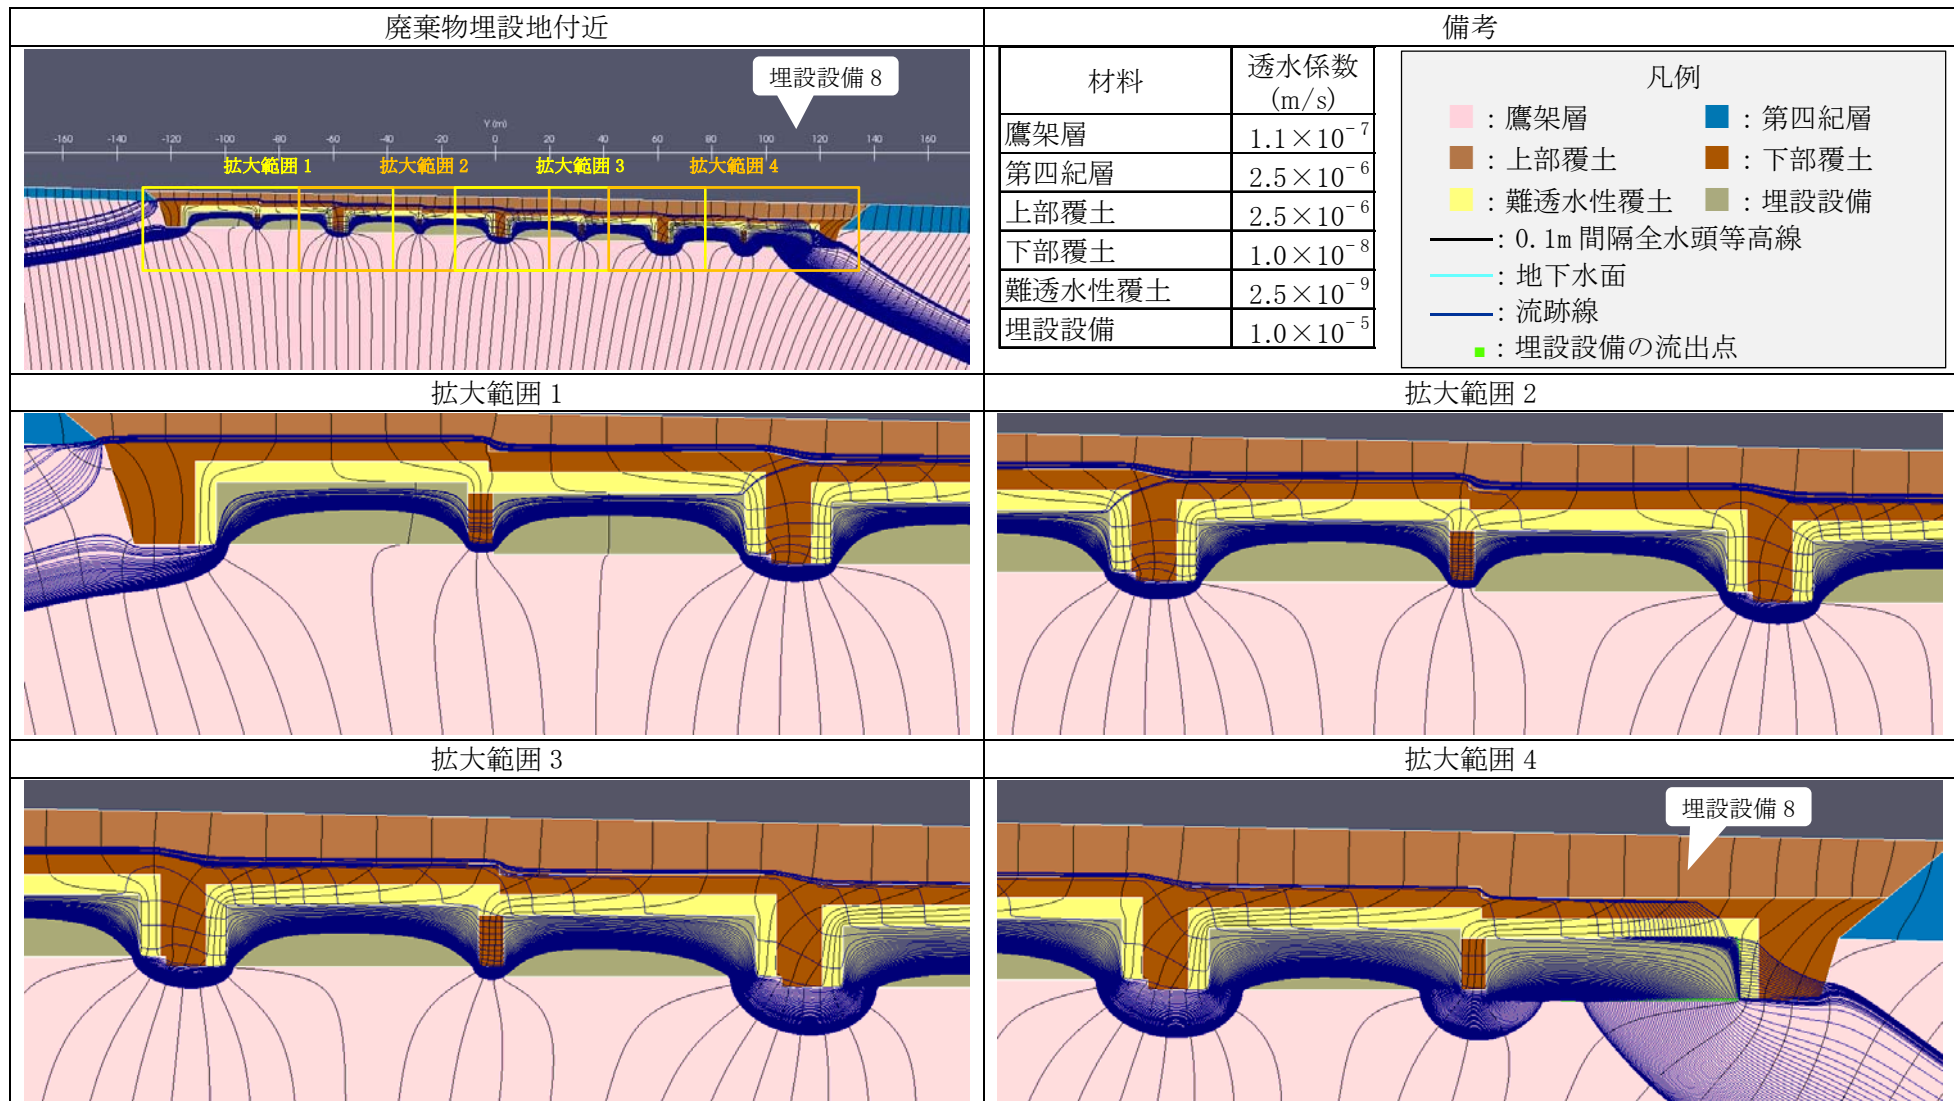 廃棄物埋設地付近
備考
埋設設備 8
Y (m)
-160 -140 -120 -100 -80 -60 -40 -20 0 20 40 60 80 100 120 140 160
拡大範囲 1 拡大範囲 2 拡大範囲 3 拡大範囲 4
材料 透水係数
(m/s)
鷹架層 1.1×10⁻⁷
第四紀層 2.5×10⁻⁶
上部覆土 2.5×10⁻⁶
下部覆土 1.0×10⁻⁸
難透水性覆土 2.5×10⁻⁹
埋設設備 1.0×10⁻⁵
凡例
：鷹架層 ：第四紀層
：上部覆土 ：下部覆土
：難透水性覆土 ：埋設設備
：0.1m 間隔全水頭等高線
：地下水面
：流跡線
：埋設設備の流出点
拡大範囲 1
拡大範囲 2
拡大範囲 3
拡大範囲 4
埋設設備 8